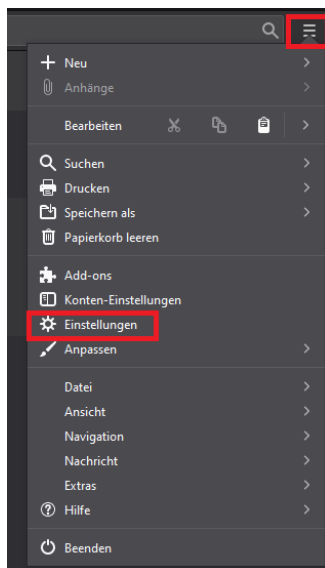 Neu
Anhänge
Bearbeiten
Suchen
Drucken
Speichern als
Papierkorb leeren
Add-ons
Konten-Einstellungen
Einstellungen
Anpassen
Datei
Ansicht
Navigation
Nachricht
Extras
Hilfe
Beenden